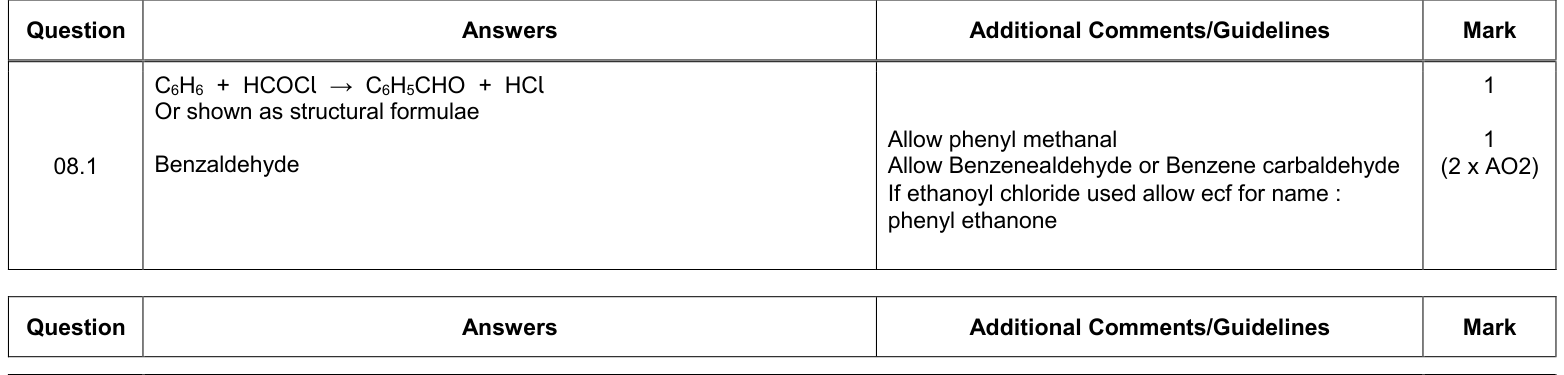 Question Answers Additional Comments/Guidelines Mark
C₆H₆ + HCOCl → C₆H₅CHO + HCl 1
Or shown as structural formulae
Allow phenyl methanal 1
08.1 Benzaldehyde Allow Benzenealdehyde or Benzene carbaldehyde (2 x AO2)
If ethanoyl chloride used allow ecf for name :
phenyl ethanone
Question Answers Additional Comments/Guidelines Mark